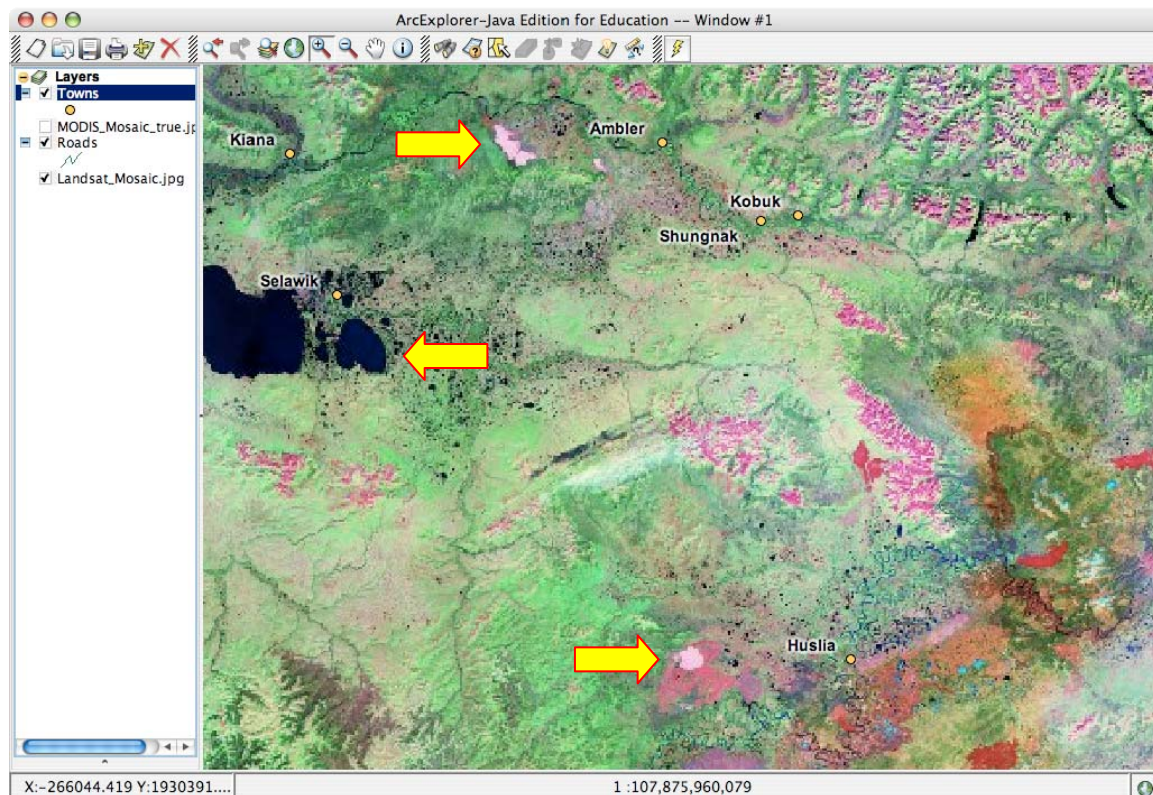 ArcExplorer-Java Edition for Education -- Window #1
Layers
Towns
MODIS_Mosaic_true.jp
Roads
Landsat_Mosaic.jpg
Kiana
Ambler
Kobuk
Shungnak
Selawik
Huslia
X:-266044.419 Y:1930391....
1 :107,875,960,079